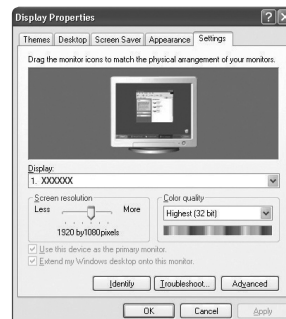 Display Properties
Themes Desktop Screen Saver Appearance Settings
Drag the monitor icons to match the physical arrangement of your monitors.
Display:
1. XXXXXX
Screen resolution
Less More
1920 by1080pixels
Color quality
Highest (32 bit)
Use this device as the primary monitor.
Extend my Windows desktop onto this monitor.
Identify Troubleshoot... Advanced
OK Cancel Apply